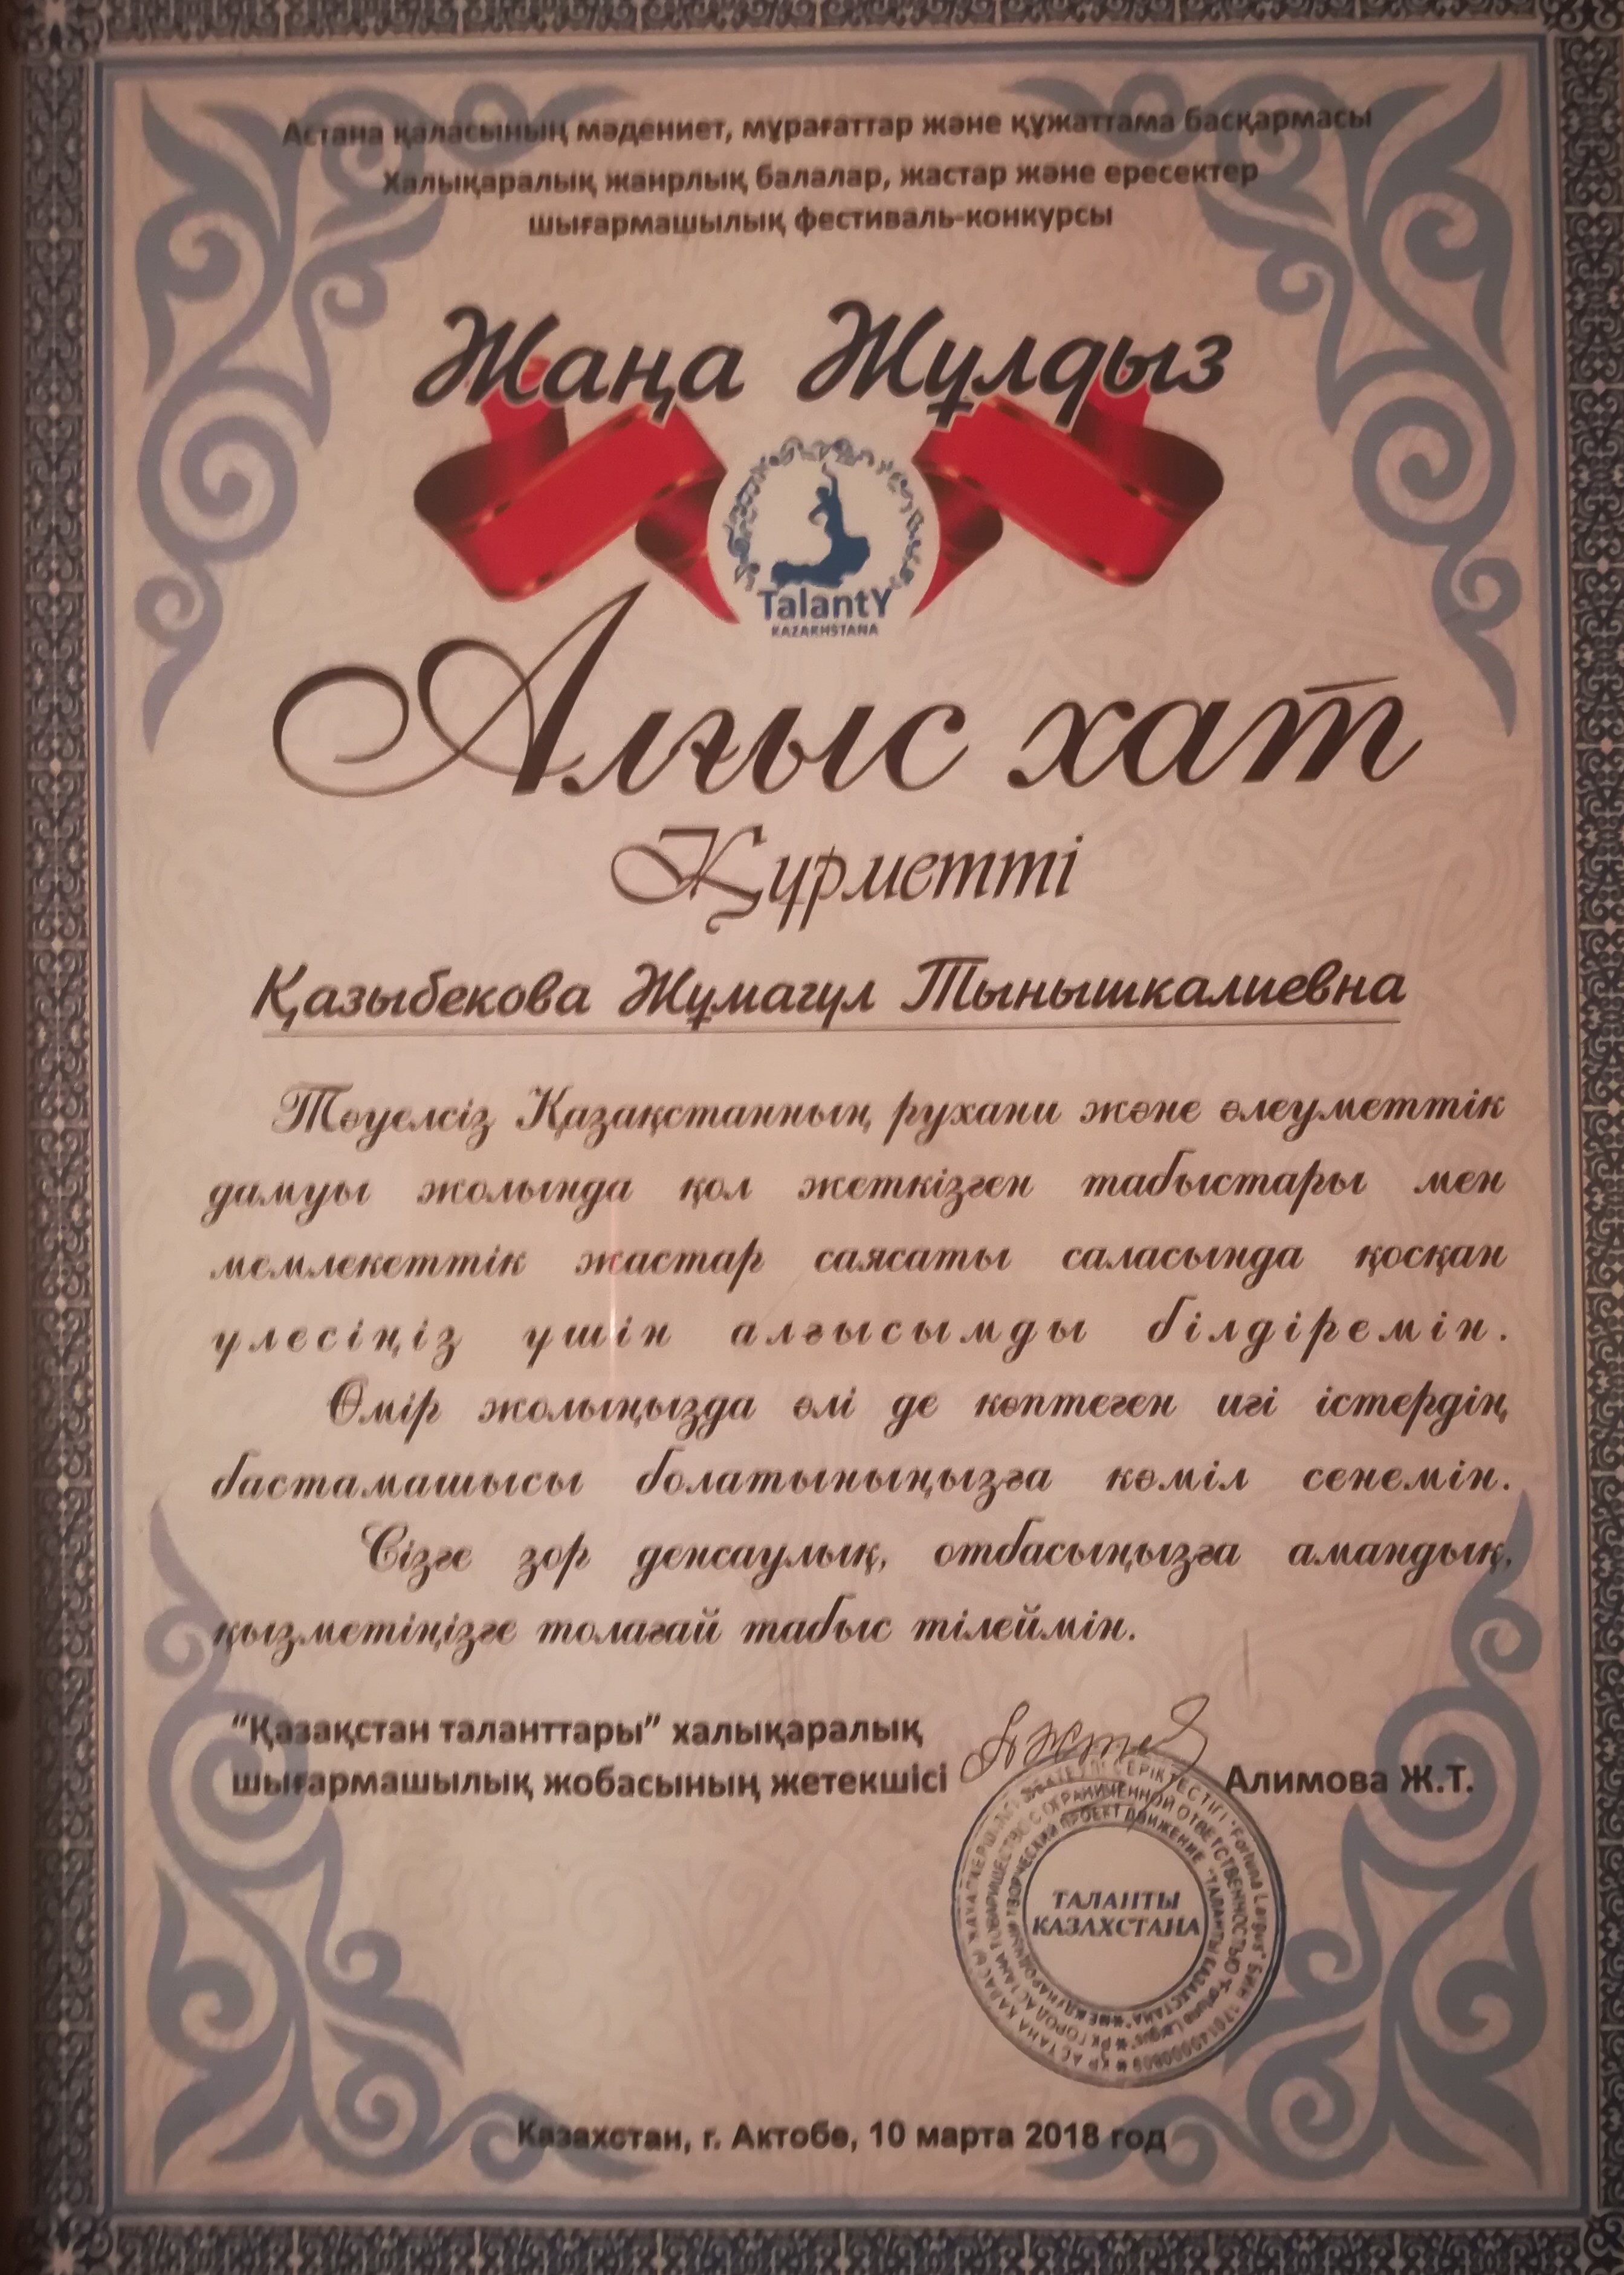 Астана қаласының мәдениет, мұрағаттар және құжаттама басқармасы
Халықаралық жанрлық балалар, жастар және ересектер
шығармашылық фестиваль-конкурсы
Жаңа Жұлдыз
TalantY
KAZAKHSTANA
Алғыс хат
Құрметті
Қазыбекова Жұмагүл Тынышкалиевна
Тәуелсіз Қазақстанның рухани және әлеуметтік
дамуы жолында қол жеткізген табыстары мен
мемлекеттік жастар саясаты саласында қосқан
үлесіңіз үшін алғысымды білдіремін.
Өмір жолыңызда әлі де көптеген игі істердің
бастамашысы болатыныңызға кәміл сенемін.
Сізге зор денсаулық, отбасыңызға амандық,
қызметіңізге толағай табыс тілеймін.
“Қазақстан таланттары” халықаралық
шығармашылық жобасының жетекшісі
Алимова Ж.Т.
ТАЛАНТЫ
КАЗАХСТАНА
Казахстан, г. Актобе, 10 марта 2018 год